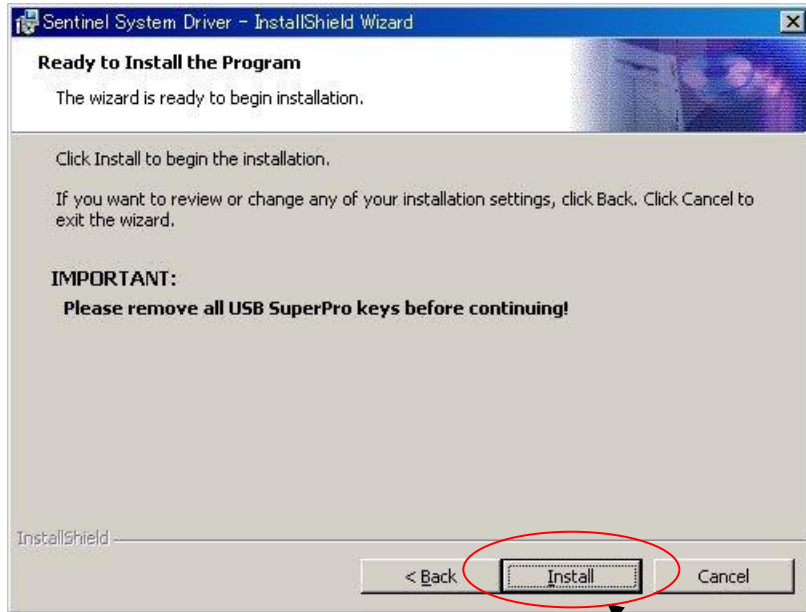 Sentinel System Driver - InstallShield Wizard
Ready to Install the Program
The wizard is ready to begin installation.
Click Install to begin the installation.
If you want to review or change any of your installation settings, click Back. Click Cancel to
exit the wizard.
IMPORTANT:
Please remove all USB SuperPro keys before continuing!
InstallShield
< Back Install Cancel